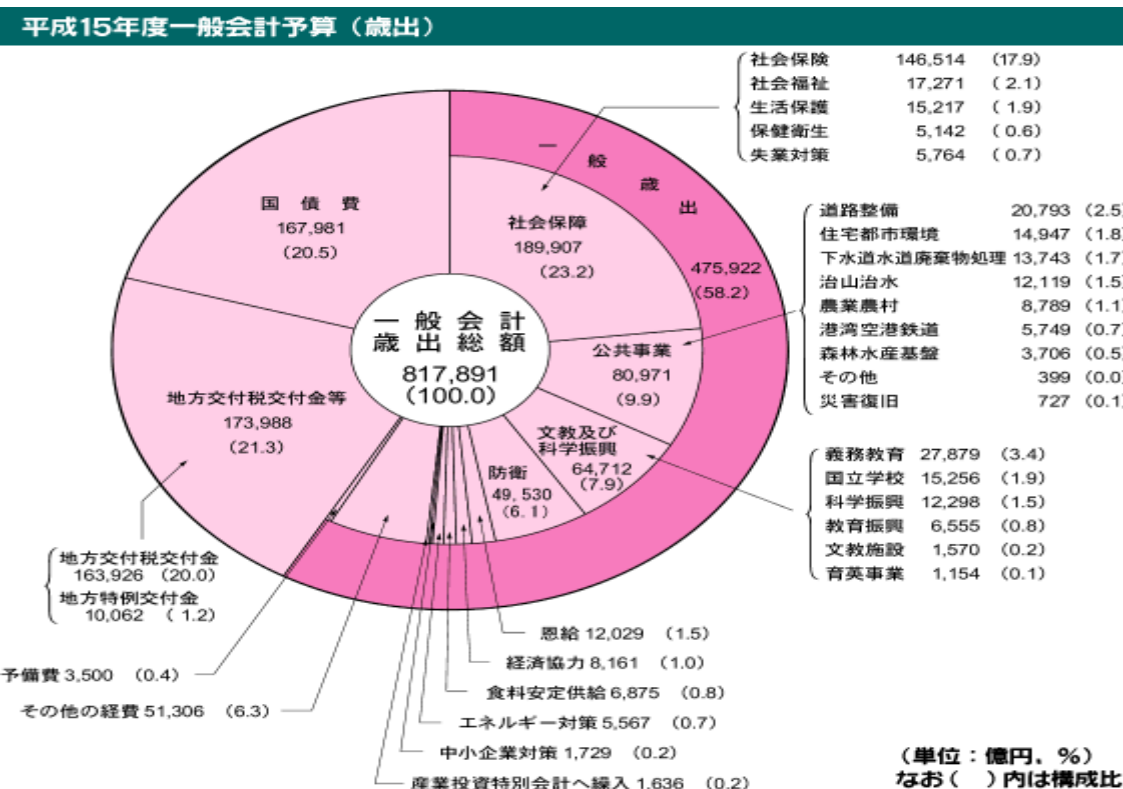 平成15年度一般会計予算（歳出）
社会保険 146,514 （17.9）
社会福祉 17,271 （ 2.1）
生活保護 15,217 （ 1.9）
保健衛生 5,142 （ 0.6）
失業対策 5,764 （ 0.7）
一般歳出
475,922
（58.2）
国債費
167,981
（20.5）
社会保障
189,907
（23.2）
道路整備 20,793 （2.5）
住宅都市環境 14,947 （1.8
下水道水道廃棄物処理 13,743 （1.7
治山治水 12,119 （1.5）
農業農村 8,789 （1.1）
港湾空港鉄道 5,749 （0.7
森林水産基盤 3,706 （0.5）
その他 399 （0.0
災害復旧 727 （0.1）
一般会計
歳出総額
817,891
（100.0）
公共事業
80,971
（9.9）
地方交付税交付金等
173,988
（21.3）
文教及び
科学振興
64,712
（7.9）
防衛
49,530
（6.1）
義務教育 27,879 （3.4）
国立学校 15,256 （1.9）
科学振興 12,298 （1.5）
教育振興 6,555 （0.8）
文教施設 1,570 （0.2）
育英事業 1,154 （0.1）
地方交付税交付金
163,926 （20.0）
地方特例交付金
10,062 （ 1.2）
予備費 3,500 （0.4）
その他の経費 51,306 （6.3）
恩給 12,029 （1.5）
経済協力 8,161 （1.0）
食料安定供給 6,875 （0.8）
エネルギー対策 5,567 （0.7）
中小企業対策 1,729 （0.2）
産業投資特別会計へ繰入 1,636 （0.2）
（単位：億円．％）
なお（ ）内は構成比